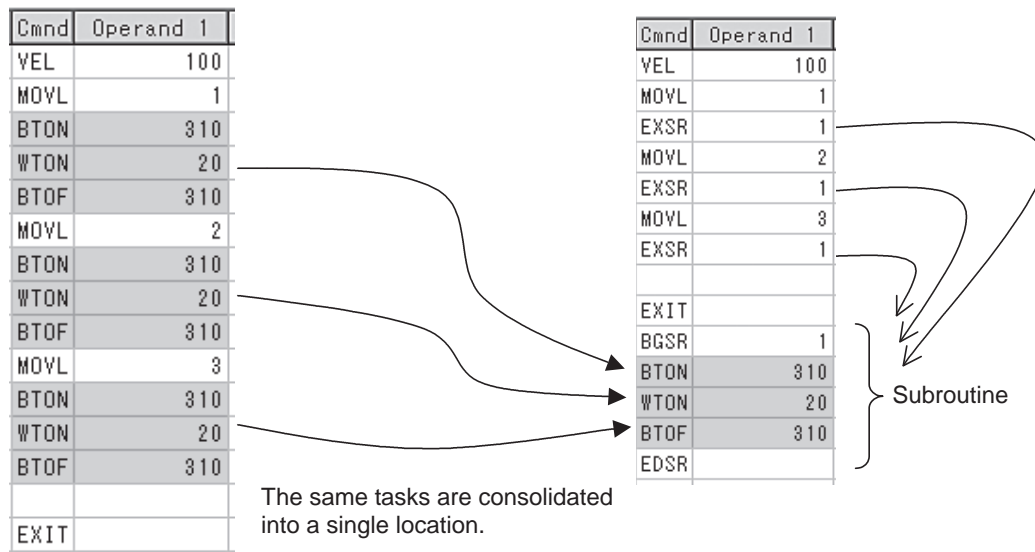 Cmnd Operand 1
VEL 100
MOVL 1
BTON 310
WTON 20
BTOF 310
MOVL 2
BTON 310
WTON 20
BTOF 310
MOVL 3
BTON 310
WTON 20
BTOF 310
EXIT
The same tasks are consolidated
into a single location.
Cmnd Operand 1
VEL 100
MOVL 1
EXSR 1
MOVL 2
EXSR 1
MOVL 3
EXSR 1
EXIT
BGSR 1
BTON 310
WTON 20
BTOF 310
EDSR
Subroutine